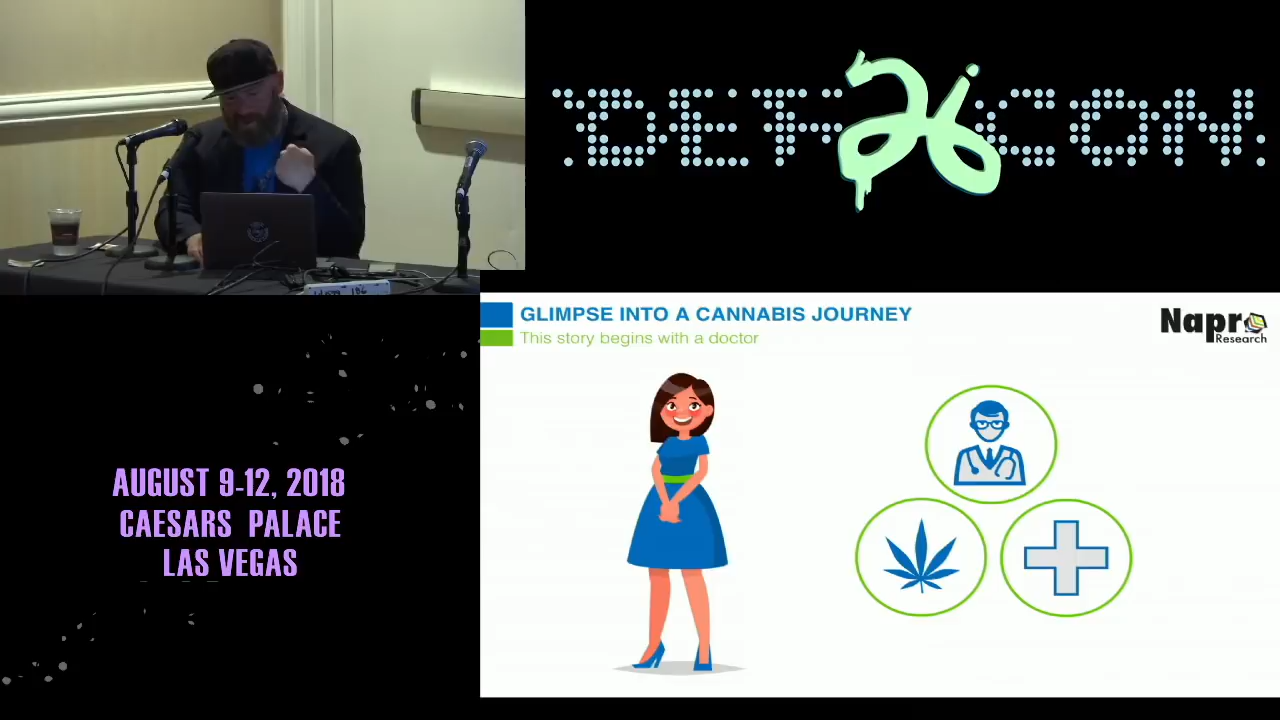 DEF CON
26
GLIMPSE INTO A CANNABIS JOURNEY
This story begins with a doctor
Napro
Research
AUGUST 9-12, 2018
CAESARS PALACE
LAS VEGAS